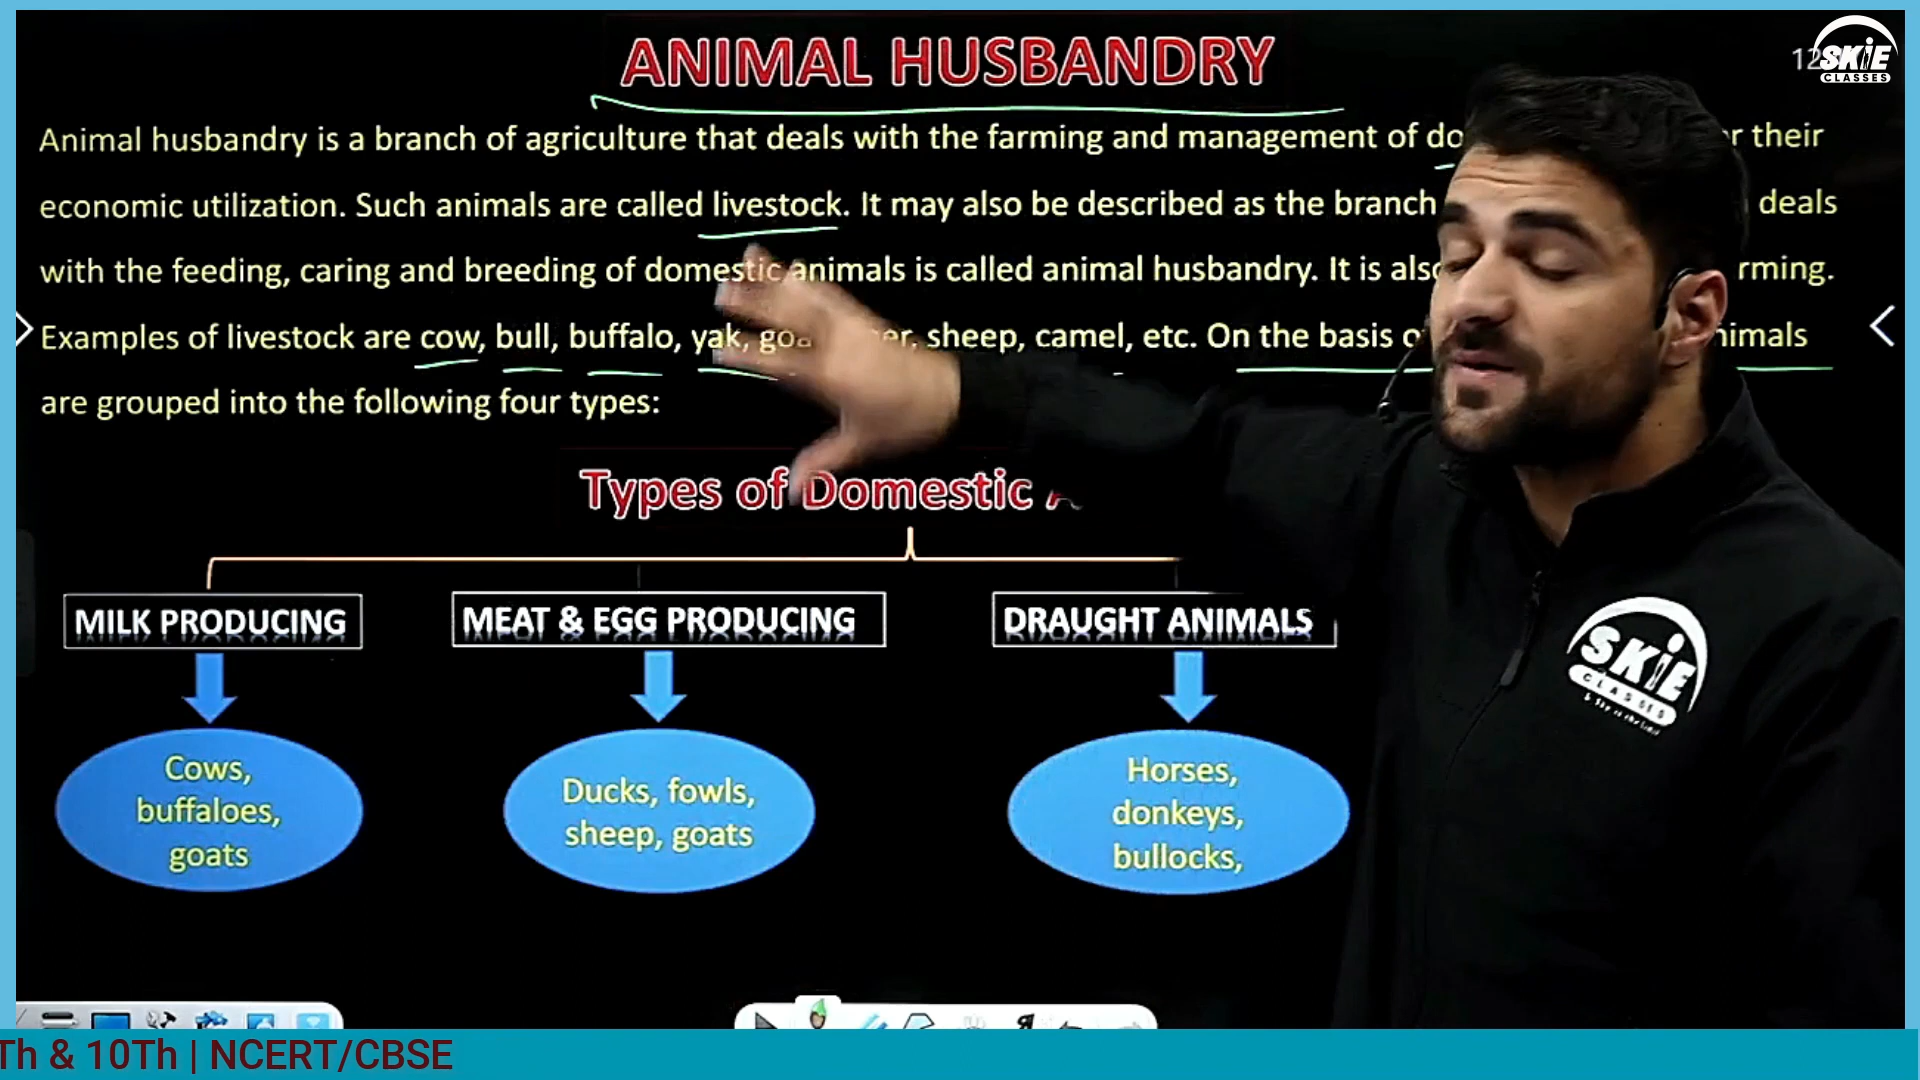 ANIMAL HUSBANDRY
12
SKiE
CLASSES
Animal husbandry is a branch of agriculture that deals with the farming and management of their
economic utilization. Such animals are called livestock. It may also be described as the branch deals
with the feeding, caring and breeding of domestic animals is called animal husbandry. It is
Examples of livestock are cow, bull, buffalo, yak, sheep, camel, etc. On the basis
are grouped into the following four types:
Types of Domestic
MILK PRODUCING
MEAT & EGG PRODUCING
DRAUGHT ANIMALS
Cows,
buffaloes,
goats
Ducks, fowls,
sheep, goats
Horses,
donkeys,
bullocks,
SKiE
CLASSES
Th & 10Th | NCERT/CBSE